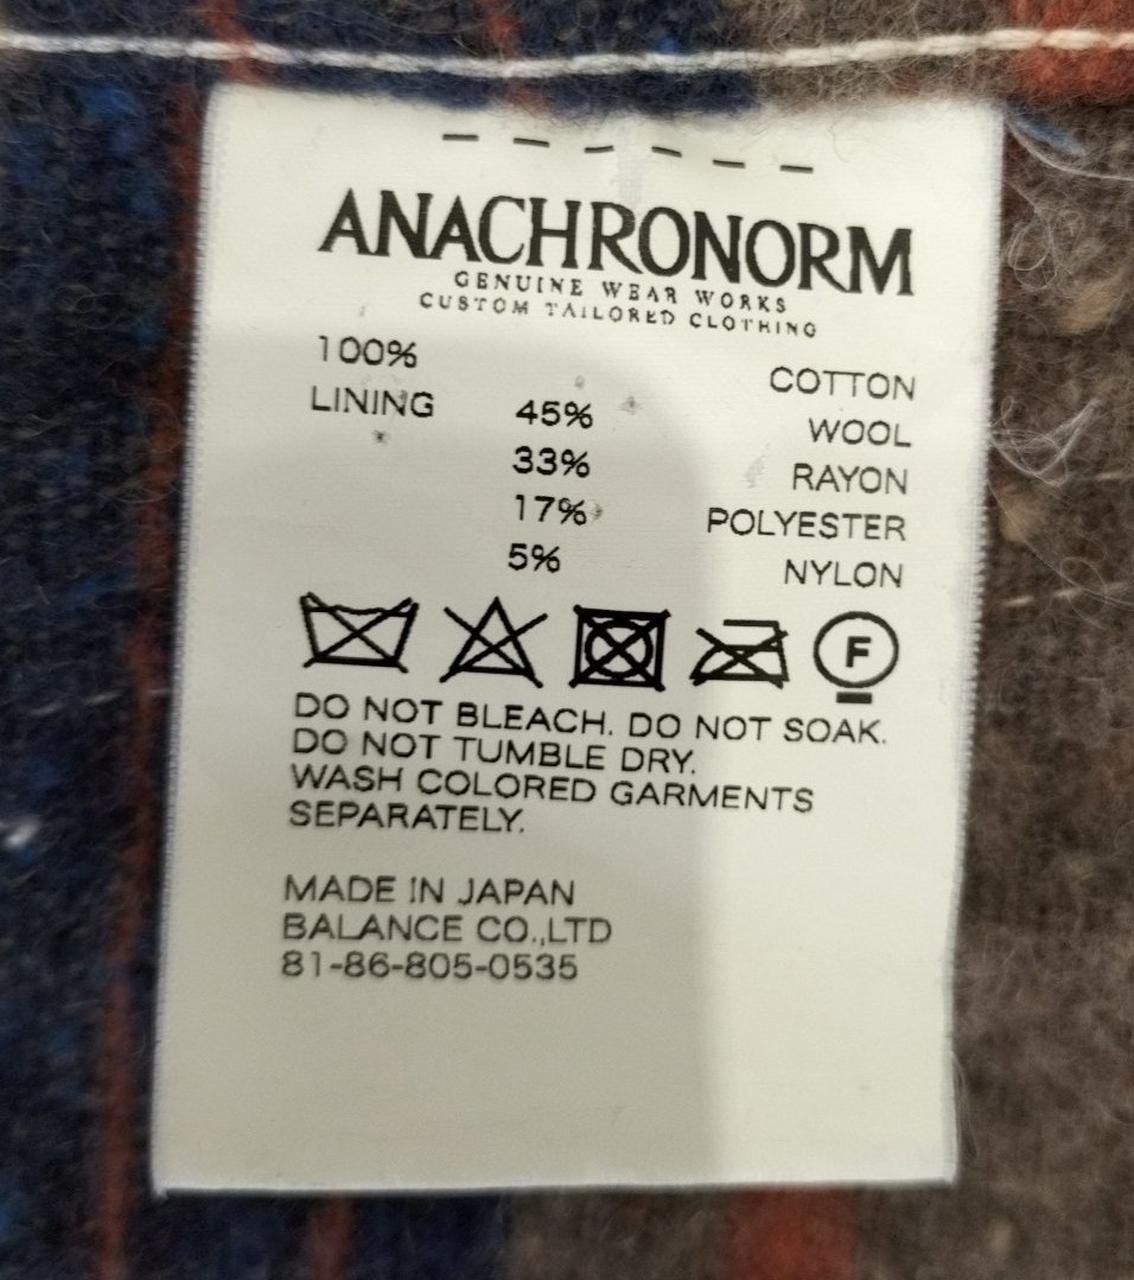 ANACHRONORM
GENUINE WEAR WORKS
CUSTOM TAILORED CLOTHING
100% COTTON
LINING 45% WOOL
33% RAYON
17% POLYESTER
5% NYLON
F
DO NOT BLEACH. DO NOT SOAK.
DO NOT TUMBLE DRY.
WASH COLORED GARMENTS
SEPARATELY.
MADE IN JAPAN
BALANCE CO.,LTD
81-86-805-0535